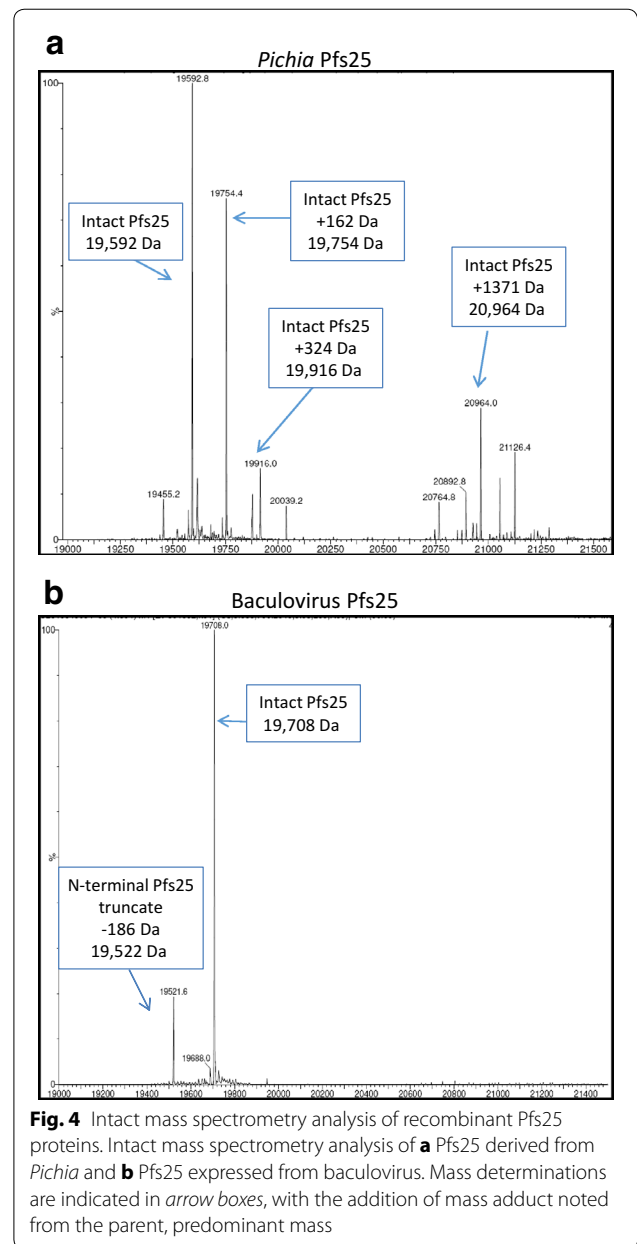 a
Pichia Pfs25
100
%
19592.8
19754.4
Intact Pfs25
19,592 Da
Intact Pfs25
+162 Da
19,754 Da
Intact Pfs25
+324 Da
19,916 Da
Intact Pfs25
+1371 Da
20,964 Da
19455.2
19916.0
20039.2
20764.8
20892.8
20964.0
21126.4
19000 19250 19500 19750 20000 20250 20500 20750 21000 21250 21500
b
Baculovirus Pfs25
100
%
0
19708.0
Intact Pfs25
19,708 Da
N-terminal Pfs25
truncate
-186 Da
19,522 Da
19521.6
19688.0
19000 19200 19400 19600 19800 20000 20200 20400 20600 20800 21000 21200 21400
Fig. 4 Intact mass spectrometry analysis of recombinant Pfs25
proteins. Intact mass spectrometry analysis of a Pfs25 derived from
Pichia and b Pfs25 expressed from baculovirus. Mass determinations
are indicated in arrow boxes, with the addition of mass adduct noted
from the parent, predominant mass